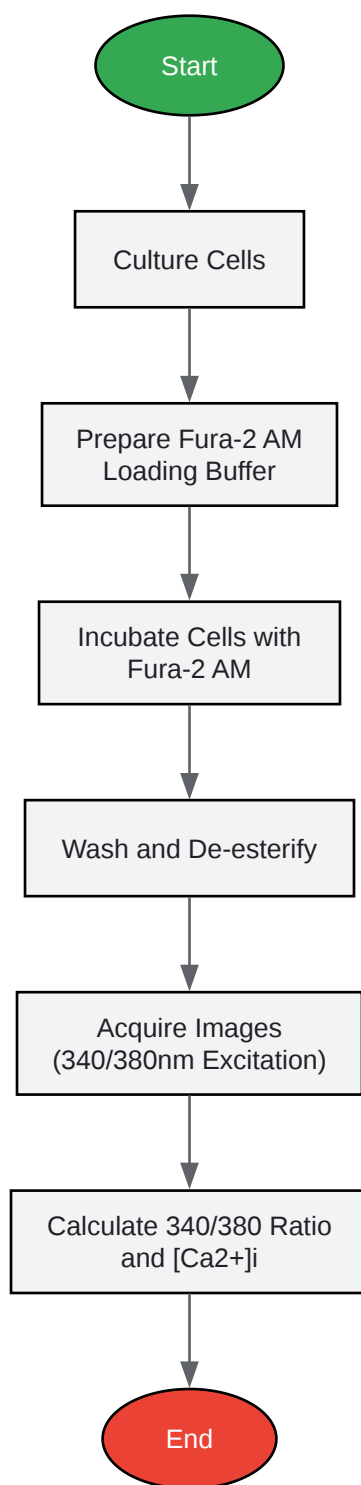 Start
Culture Cells
Prepare Fura-2 AM
Loading Buffer
Incubate Cells with
Fura-2 AM
Wash and De-esterify
Acquire Images
(340/380nm Excitation)
Calculate 340/380 Ratio
and [Ca2+]i
End